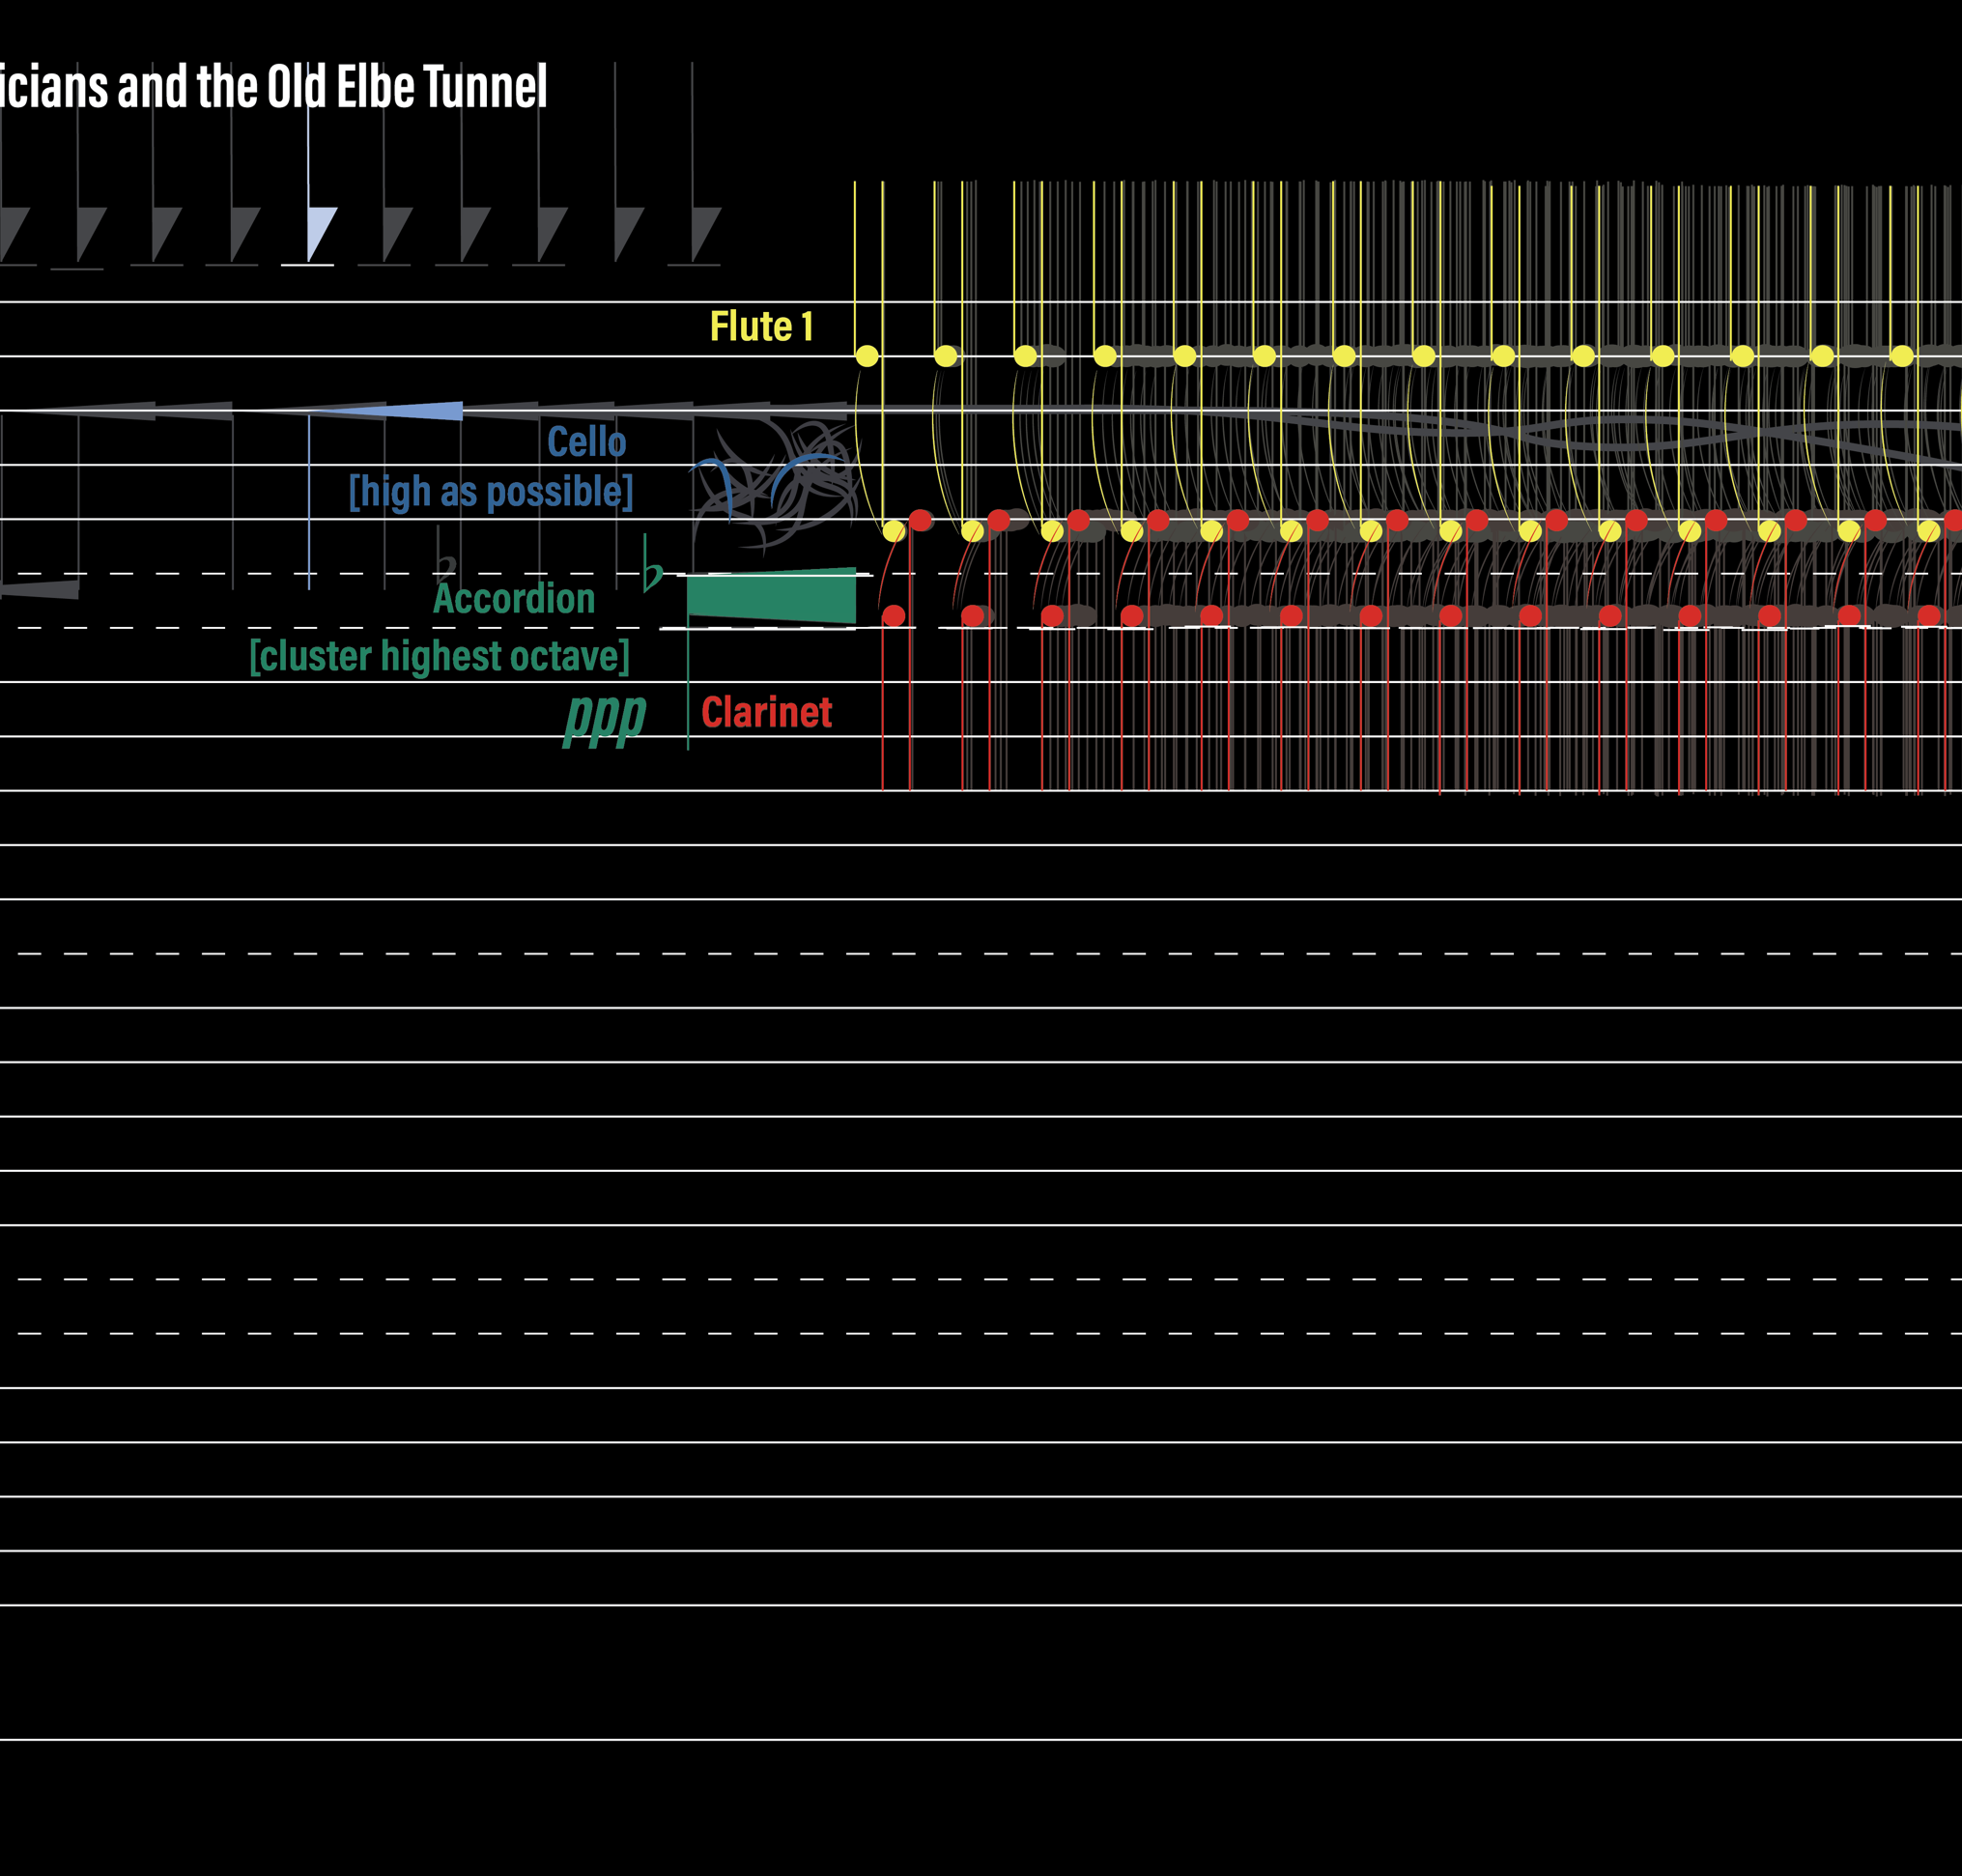 icians and the Old Elbe Tunnel
Flute 1
Cello
[high as possible]
Accordion
[cluster highest octave]
ppp
Clarinet